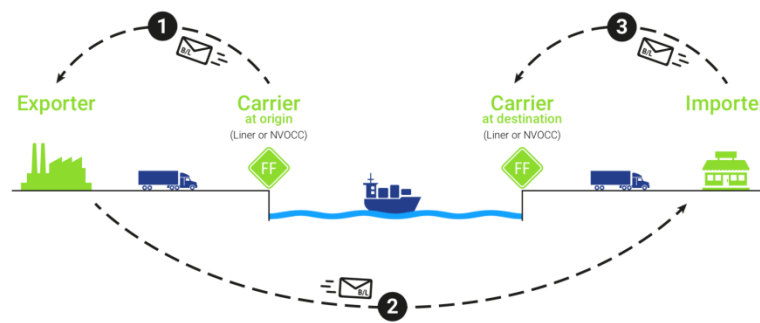 1
B/L
3
B/L
Exporter
Carrier
at origin
(Liner or NVOCC)
Carrier
at destination
(Liner or NVOCC)
Importe
FF
FF
B/L
2